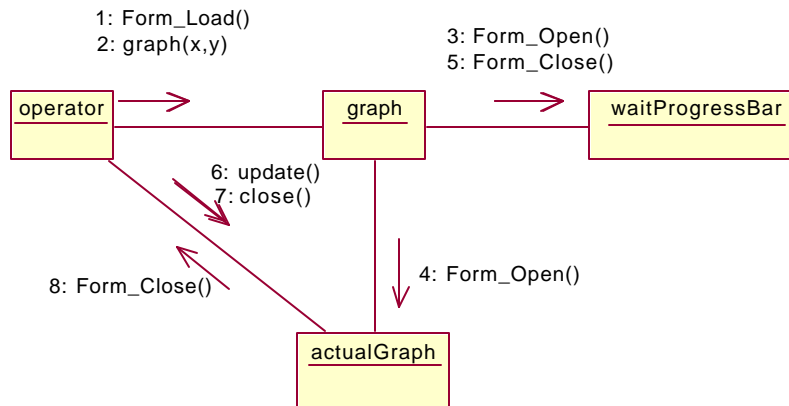 1: Form_Load()
2: graph(x,y)
3: Form_Open()
5: Form_Close()
operator
graph
waitProgressBar
6: update()
7: close()
8: Form_Close()
4: Form_Open()
actualGraph